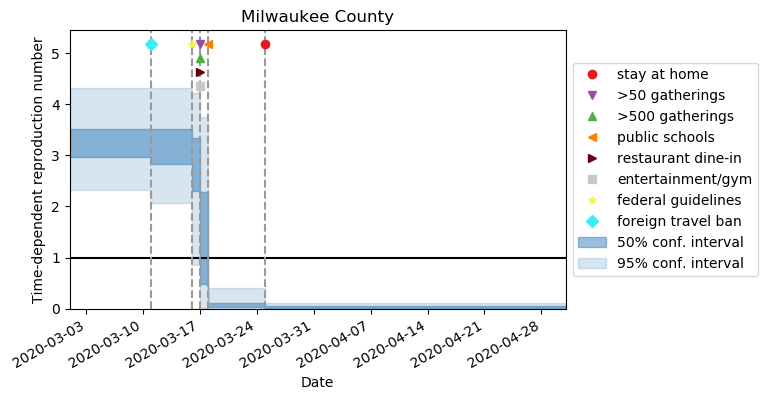 Milwaukee County
Time-dependent reproduction number
5
4
3
2
1
0
2020-03-03
2020-03-10
2020-03-17
2020-03-24
2020-03-31
2020-04-07
2020-04-14
2020-04-21
2020-04-28
Date
stay at home
>50 gatherings
>500 gatherings
public schools
restaurant dine-in
entertainment/gym
federal guidelines
foreign travel ban
50% conf. interval
95% conf. interval